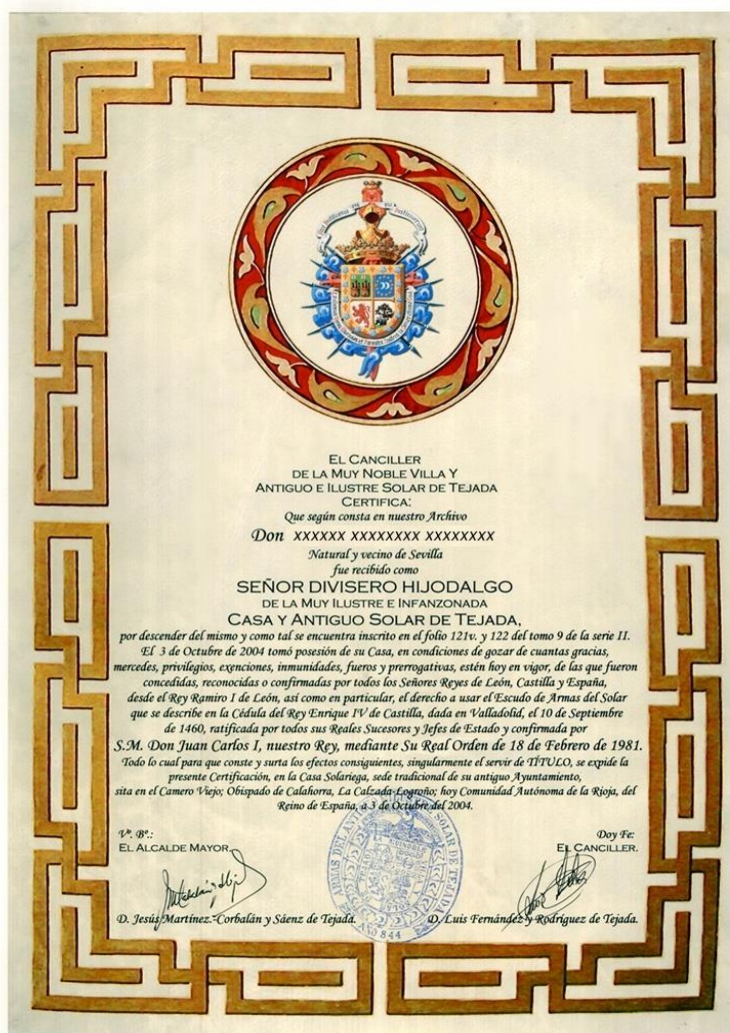 EL CANCILLER
DE LA MUY NOBLE VILLA Y
ANTIGUO E ILUSTRE SOLAR DE TEJADA
CERTIFICA:
Que según consta en nuestro Archivo
Don XXXXXX XXXXXXXX XXXXXXXX
Natural y vecino de Sevilla
fue recibido como
SEÑOR DIVISERO HIJODALGO
DE LA MUY ILUSTRE E INFANZONADA
CASA Y ANTIGUO SOLAR DE TEJADA,
por descender del mismo y como tal se encuentra inscrito en el folio 121v. y 122 del tomo 9 de la serie II.
El 3 de Octubre de 2004 tomó posesión de su Casa, en condiciones de gozar de cuantas gracias,
mercedes, privilegios, exenciones, inmunidades, fueros y prerrogativas, estén hoy en vigor, de las que fueron
concedidas, reconocidas o confirmadas por todos los Señores Reyes de León, Castilla y España,
desde el Rey Ramiro I de León, así como en particular, el derecho a usar el Escudo de Armas del Solar
que se describe en la Cédula del Rey Enrique IV de Castilla, dada en Valladolid, el 10 de Septiembre
de 1460, ratificada por todos sus Reales Sucesores y Jefes de Estado y confirmada por
S.M. Don Juan Carlos I, nuestro Rey, mediante Su Real Orden de 18 de Febrero de 1981.
Todo lo cual para que conste y surta los efectos consiguientes, singularmente el servir de TÍTULO, se expide la
presente Certificación, en la Casa Solariega, sede tradicional de su antiguo Ayuntamiento,
sita en el Camero Viejo; Obispado de Calahorra, La Calzada-Logroño; hoy Comunidad Autónoma de la Rioja, del
Reino de España, a 3 de Octubre del 2004.
Vº. Bº.:
EL ALCALDE MAYOR.
Doy Fe:
EL CANCILLER.
D. Jesús Martínez.-Corbalán y Sáenz de Tejada.
D. Luis Fernández y Rodríguez de Tejada.
ARMAS DEL ANTIGUO SOLAR DE TEJADA
AÑO 844